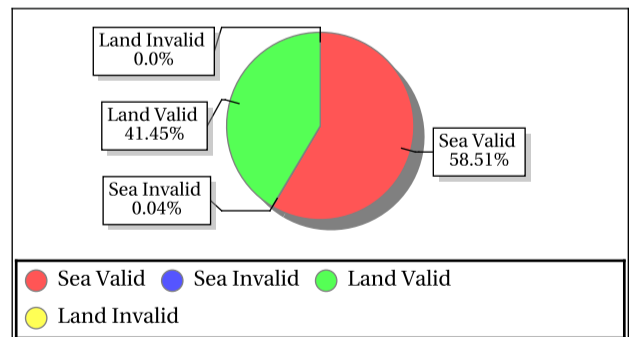 Land Invalid
0.0%
Land Valid
41.45%
Sea Valid
58.51%
Sea Invalid
0.04%
Sea Valid Sea Invalid Land Valid
Land Invalid